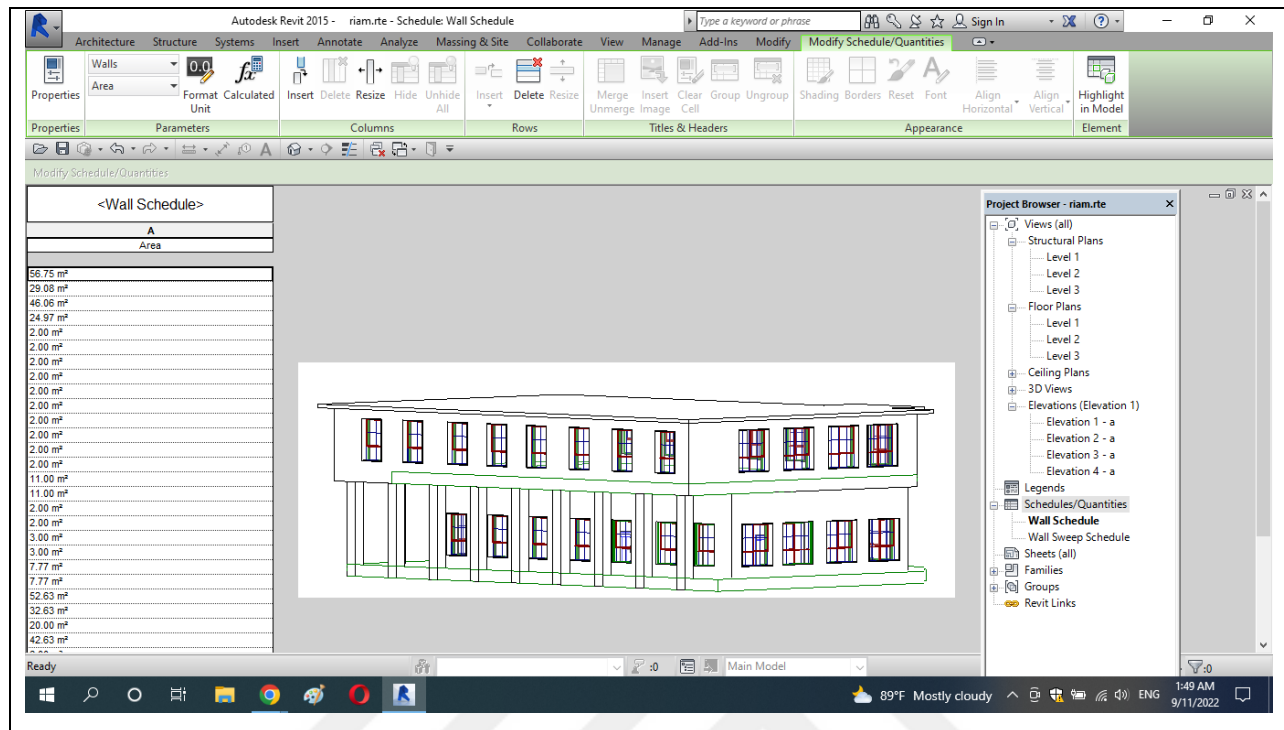 Autodesk Revit 2015 - riam.rte - Schedule: Wall Schedule
Type a keyword or phrase
Sign In
Architecture Structure Systems Insert Annotate Analyze Massing & Site Collaborate View Manage Add-Ins Modify Modify Schedule/Quantities
Walls
Area
0.0
fx
Properties
Format Unit
Calculated
Insert Delete Resize Hide Unhide All
Insert Delete Resize
Merge Unmerge
Insert Image
Clear Cell
Group Ungroup
Shading Borders Reset Font
Align Horizontal
Align Vertical
Highlight in Model
Properties Parameters Columns Rows Titles & Headers Appearance Element
Modify Schedule/Quantities
<Wall Schedule>
A
Area
56.75 m²
29.08 m²
46.06 m²
24.97 m²
2.00 m²
2.00 m²
2.00 m²
2.00 m²
2.00 m²
2.00 m²
2.00 m²
2.00 m²
2.00 m²
2.00 m²
11.00 m²
11.00 m²
2.00 m²
2.00 m²
3.00 m²
3.00 m²
7.77 m²
7.77 m²
52.63 m²
32.63 m²
20.00 m²
42.63 m²
Project Browser - riam.rte
Views (all)
Structural Plans
Level 1
Level 2
Level 3
Floor Plans
Level 1
Level 2
Level 3
Ceiling Plans
3D Views
Elevations (Elevation 1)
Elevation 1 - a
Elevation 2 - a
Elevation 3 - a
Elevation 4 - a
Legends
Schedules/Quantities
Wall Schedule
Wall Sweep Schedule
Sheets (all)
Families
Groups
Revit Links
Ready
:0
Main Model
:0
89°F Mostly cloudy
ENG
1:49 AM
9/11/2022